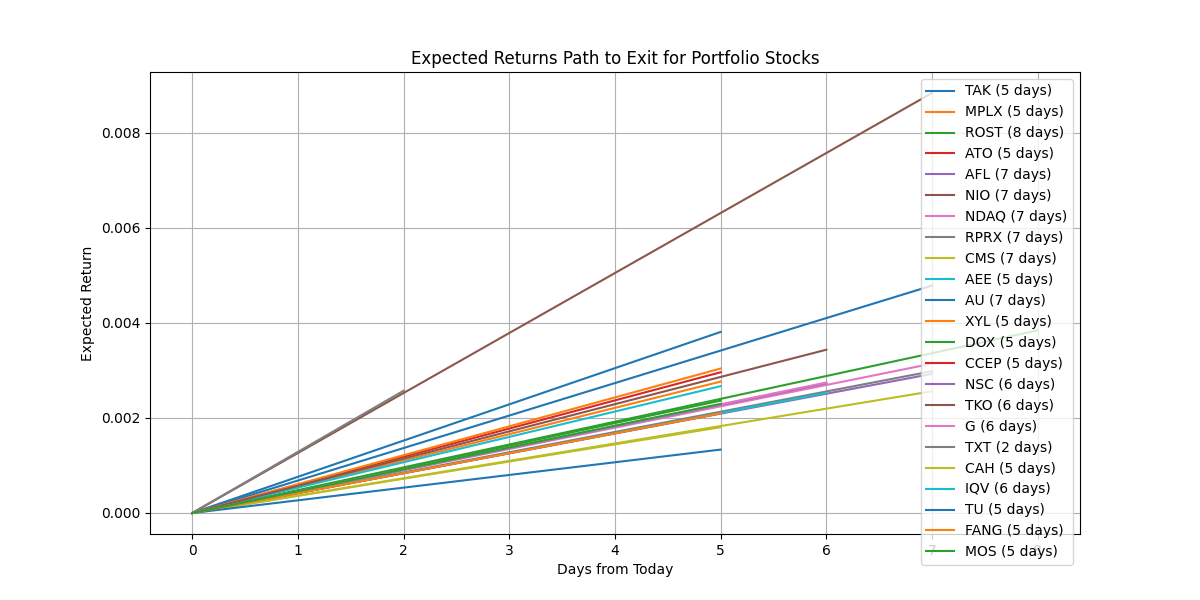 Expected Returns Path to Exit for Portfolio Stocks
Expected Return
0.008
0.006
0.004
0.002
0.000
TAK (5 days)
MPLX (5 days)
ROST (8 days)
ATO (5 days)
AFL (7 days)
NIO (7 days)
NDAQ (7 days)
RPRX (7 days)
CMS (7 days)
AEE (5 days)
AU (7 days)
XYL (5 days)
DOX (5 days)
CCEP (5 days)
NSC (6 days)
TKO (6 days)
G (6 days)
TXT (2 days)
CAH (5 days)
IQV (6 days)
TU (5 days)
FANG (5 days)
MOS (5 days)
0 1 2 3 4 5 6 7
Days from Today